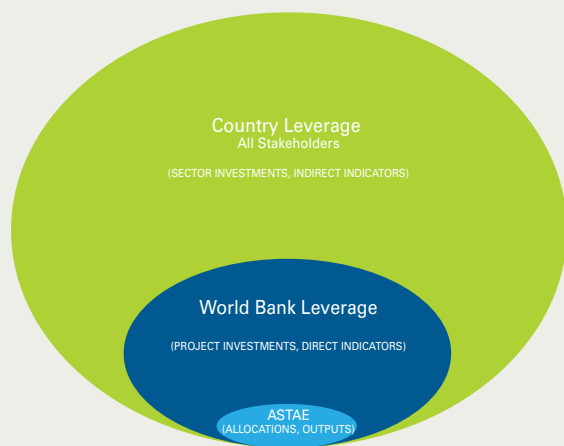 Country Leverage
All Stakeholders
(SECTOR INVESTMENTS, INDIRECT INDICATORS)
World Bank Leverage
(PROJECT INVESTMENTS, DIRECT INDICATORS)
ASTAE
(ALLOCATIONS, OUTPUTS)